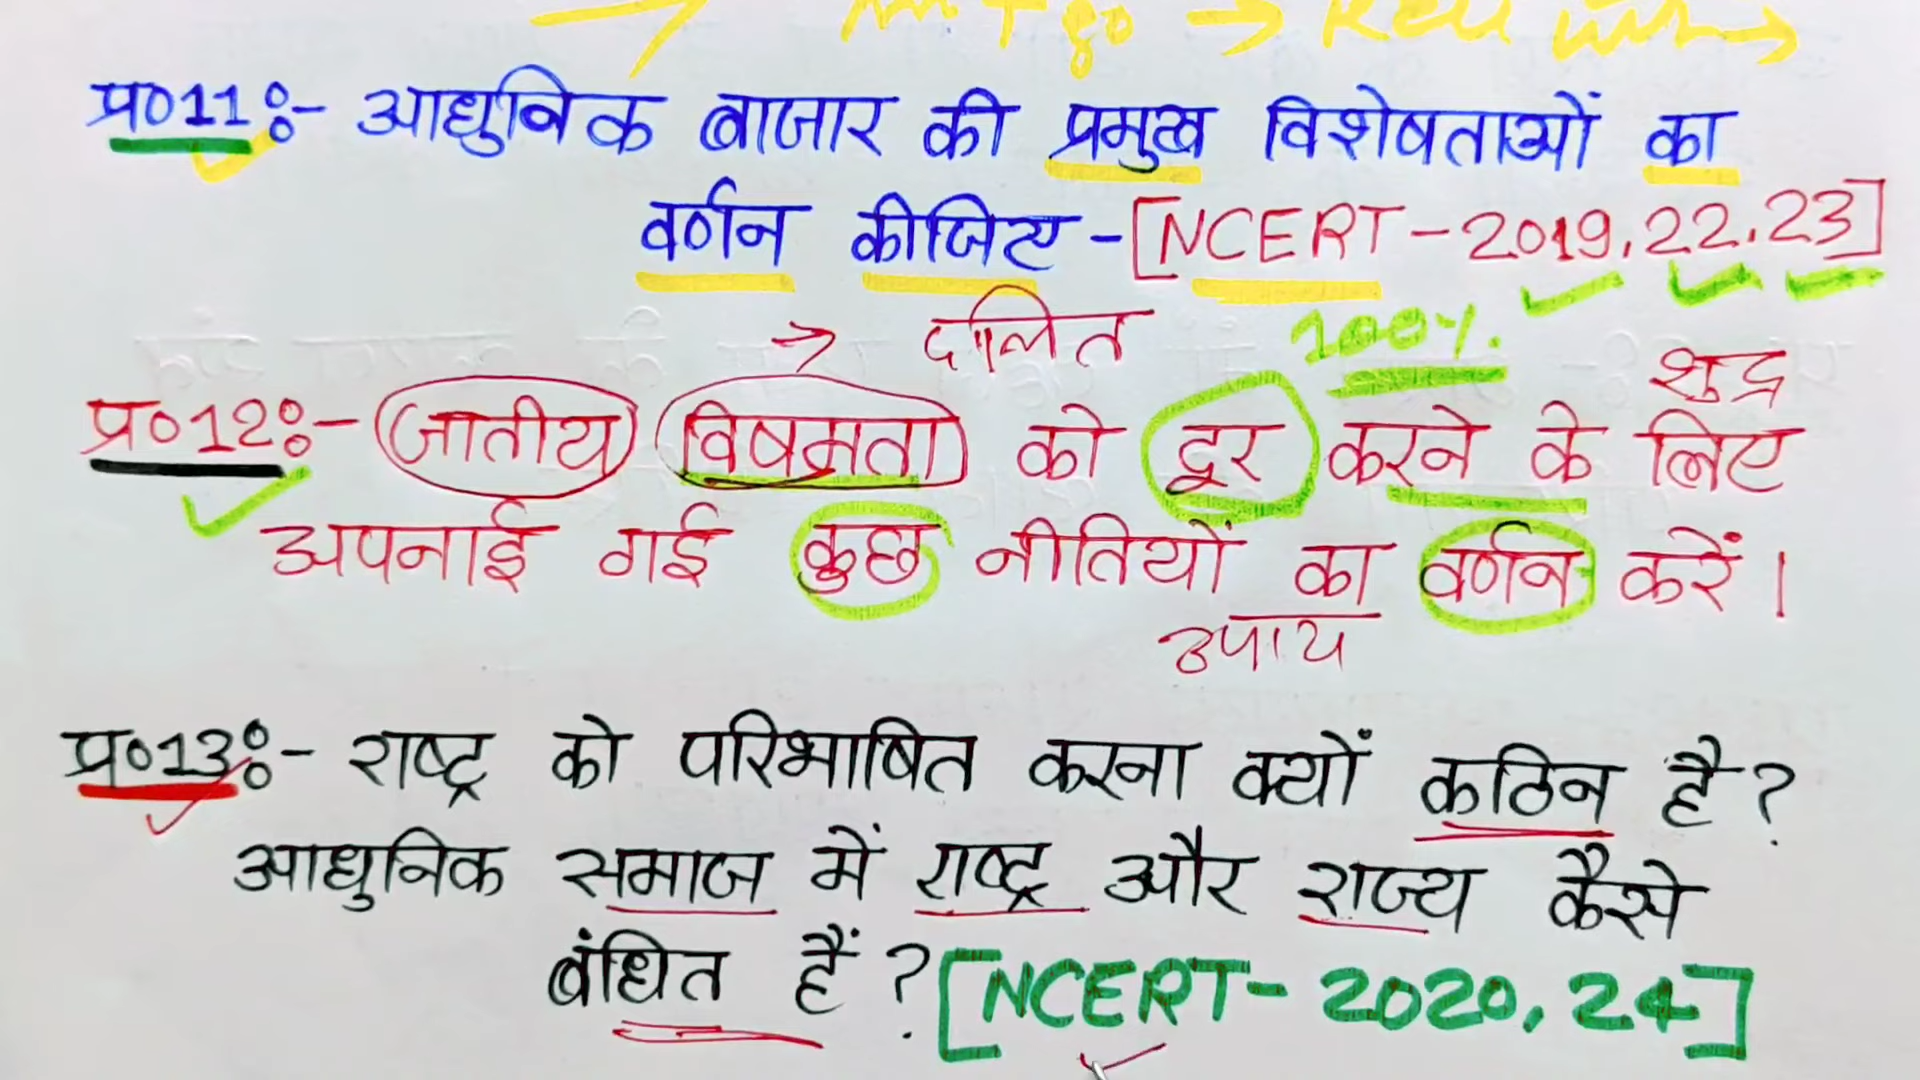 प्र०11:- आधुनिक बाजार की प्रमुख विशेषताओं का
वर्णन कीजिए -[NCERT - 2019, 22, 23]
→ दलित 100%. शुद्र
प्र०12:- जातीय विषमता को दूर करने के लिए
अपनाई गई कुछ नीतियों का वर्णन करें।
उपाय
प्र०13:- राष्ट्र को परिभाषित करना क्यों कठिन है?
आधुनिक समाज में राष्ट्र और राज्य कैसे
बंधित हैं? [NCERT- 2020, 24]